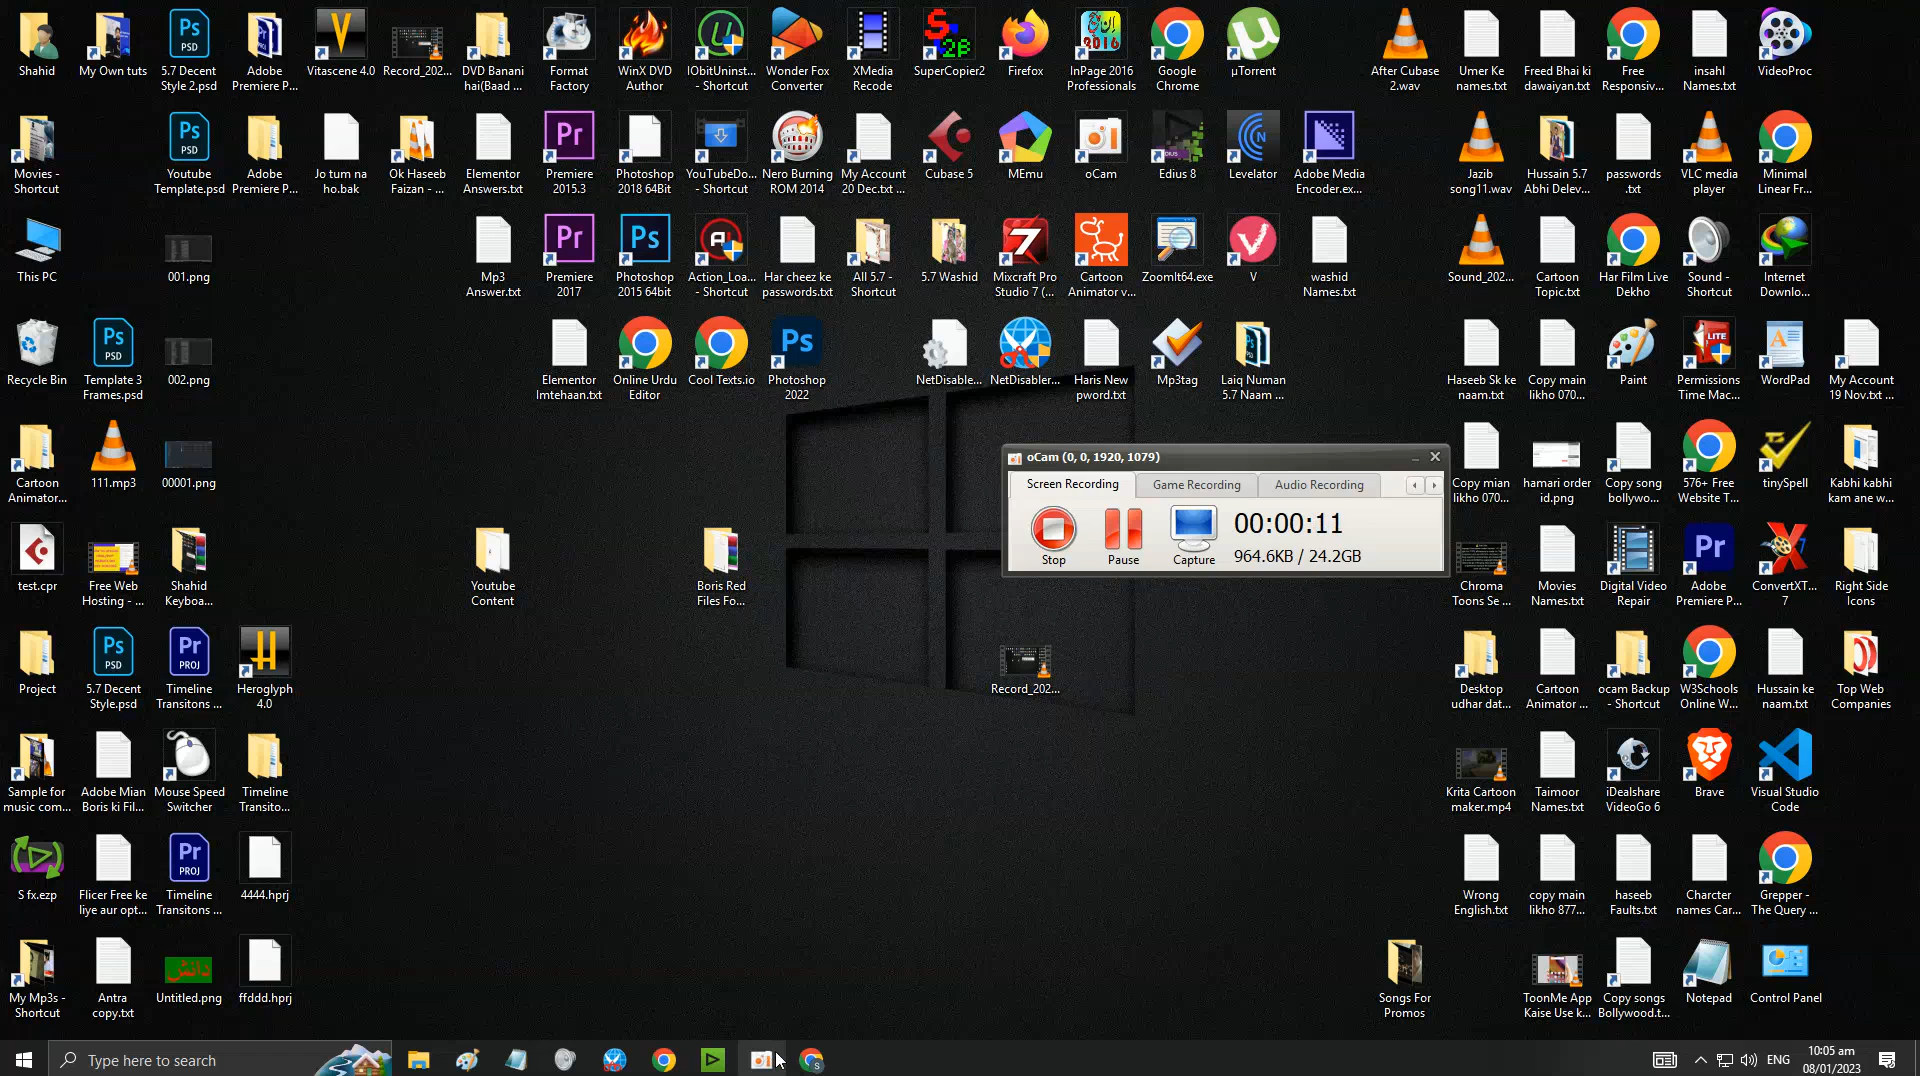 Shahid
My Own tuts
5.7 Decent
Style 2.psd
Adobe
Premiere P...
Vitascene 4.0
Record_202...
DVD Banani
hai(Baad ...
Format
Factory
WinX DVD
Author
IObitUninst...
- Shortcut
Wonder Fox
Converter
XMedia
Recode
SuperCopier2
Firefox
InPage 2016
Professionals
Google
Chrome
µTorrent
After Cubase
2.wav
Umer Ke
names.txt
Freed Bhai ki
dawaiyan.txt
Free
Responsiv...
insahl
Names.txt
VideoProc
Movies -
Shortcut
Youtube
Template.psd
Adobe
Premiere P...
Jo tum na
ho.bak
Ok Haseeb
Faizan - ...
Elementor
Answers.txt
Premiere
2015.3
Photoshop
2018 64Bit
YouTubeDo...
- Shortcut
Nero Burning
ROM 2014
My Account
20 Dec.txt ...
Cubase 5
MEmu
oCam
Edius 8
Levelator
Adobe Media
Encoder.ex...
Jazib
song11.wav
Hussain 5.7
Abhi Delev...
passwords
.txt
VLC media
player
Minimal
Linear Fr...
This PC
001.png
Mp3
Answer.txt
Premiere
2017
Photoshop
2015 64bit
Action_Loa...
- Shortcut
Har cheez ke
passwords.txt
All 5.7 -
Shortcut
5.7 Washid
Mixcraft Pro
Studio 7 (...
Cartoon
Animator v...
ZoomIt64.exe
V
washid
Names.txt
Sound_202...
Cartoon
Topic.txt
Har Film Live
Dekho
Sound -
Shortcut
Internet
Downlo...
Recycle Bin
Template 3
Frames.psd
002.png
Elementor
Imtehaan.txt
Online Urdu
Editor
Cool Texts.io
Photoshop
2022
NetDisable...
NetDisabler...
Haris New
pword.txt
Mp3tag
Laiq Numan
5.7 Naam ...
Haseeb Sk ke
naam.txt
Copy main
likho 070...
Paint
Permissions
Time Mac...
WordPad
My Account
19 Nov.txt ...
Cartoon
Animator...
111.mp3
00001.png
oCam (0, 0, 1920, 1079)
Screen Recording
Game Recording
Audio Recording
Stop
Pause
Capture
00:00:11
964.6KB / 24.2GB
Copy mian
likho 070...
hamari order
id.png
Copy song
bollywo...
576+ Free
Website T...
tinySpell
Kabhi kabhi
kam ane w...
test.cpr
Free Web
Hosting - ...
Shahid
Keyboa...
Youtube
Content
Boris Red
Files Fo...
Chroma
Toons Se ...
Movies
Names.txt
Digital Video
Repair
Adobe
Premiere P...
ConvertXT...
7
Right Side
Icons
Project
5.7 Decent
Style.psd
Timeline
Transitons ...
Heroglyph
4.0
Record_202...
Desktop
udhar dat...
Cartoon
Animator ...
ocam Backup
- Shortcut
W3Schools
Online W...
Hussain ke
naam.txt
Top Web
Companies
Sample for
music com...
Adobe Mian
Boris ki Fil...
Mouse Speed
Switcher
Timeline
Transito...
Krita Cartoon
maker.mp4
Taimoor
Names.txt
iDealshare
VideoGo 6
Brave
Visual Studio
Code
S fx.ezp
Flicer Free ke
liye aur opt...
Timeline
Transitons ...
4444.hprj
Wrong
English.txt
copy main
likho 877...
haseeb
Faults.txt
Charcter
names Car...
Grepper -
The Query ...
My Mp3s -
Shortcut
Antra
copy.txt
دانش
Untitled.png
ffddd.hprj
Songs For
Promos
ToonMe App
Kaise Use k...
Copy songs
Bollywood.t...
Notepad
Control Panel
Type here to search
ENG
10:05 am
08/01/2023